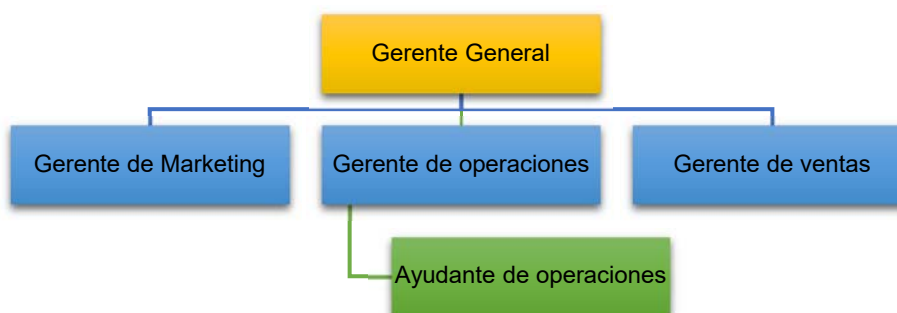 Gerente General
Gerente de Marketing
Gerente de operaciones
Gerente de ventas
Ayudante de operaciones